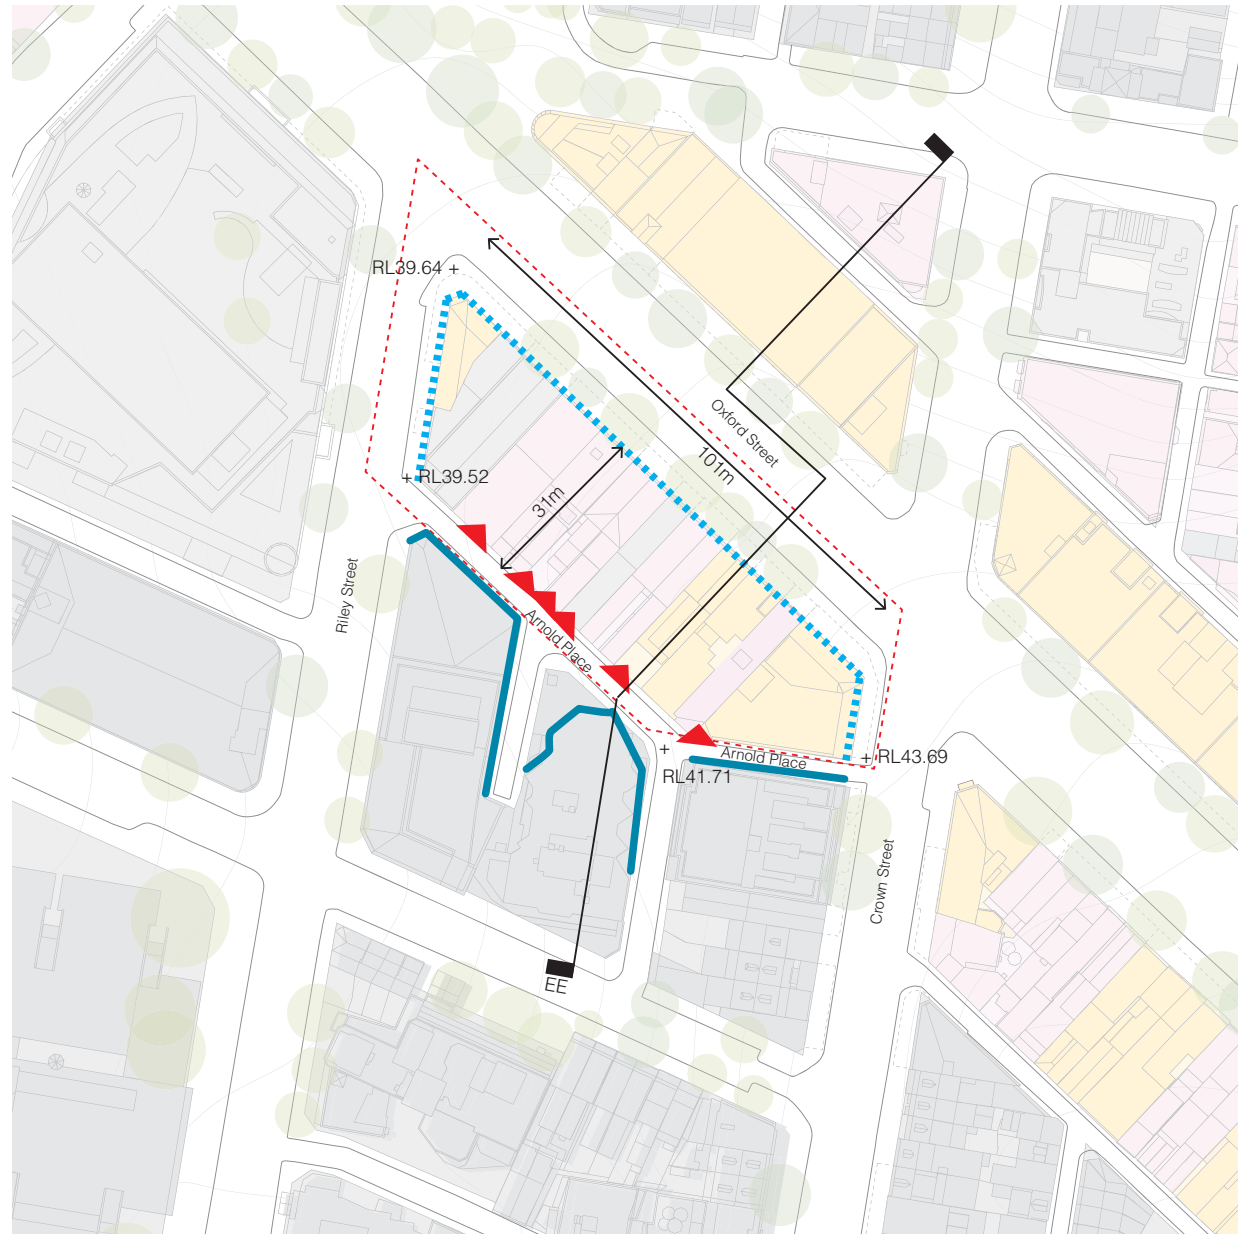 RL39.64 +
Oxford Street
101m
+ RL39.52
31m
Riley Street
Arnold Place
+
RL41.71
Arnold Place
+ RL43.69
Crown Street
EE